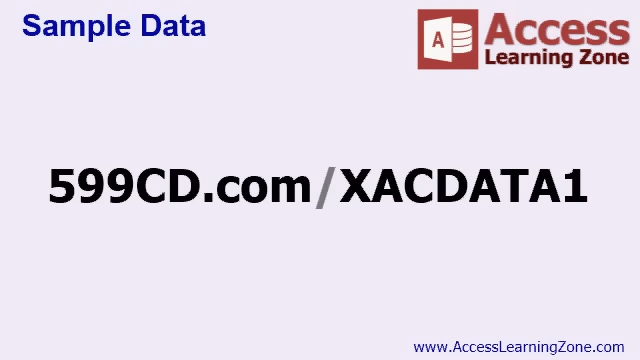 Sample Data
A
Access
Learning Zone
599CD.com/XACDATA1
www.AccessLearningZone.com